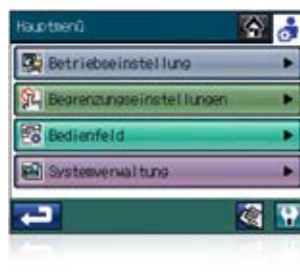 Hauptmenü
Betriebseinstellung
Begrenzungseinstellungen
Bedienfeld
Systemverwaltung